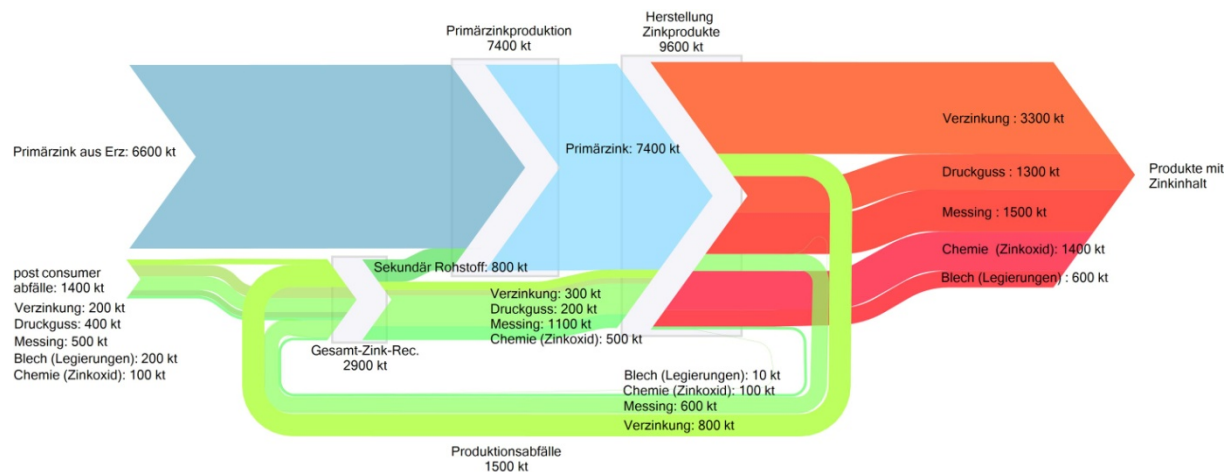 Primärzinkproduktion
7400 kt
Herstellung
Zinkprodukte
9600 kt
Primärzink aus Erz: 6600 kt
Primärzink: 7400 kt
Verzinkung : 3300 kt
Druckguss : 1300 kt
Messing : 1500 kt
Chemie (Zinkoxid): 1400 kt
Blech (Legierungen) : 600 kt
Produkte mit
Zinkinhalt
post consumer
abfälle: 1400 kt
Verzinkung: 200 kt
Druckguss: 400 kt
Messing: 500 kt
Blech (Legierungen): 200 kt
Chemie (Zinkoxid): 100 kt
Sekundär Rohstoff: 800 kt
Gesamt-Zink-Rec.
2900 kt
Verzinkung: 300 kt
Druckguss: 200 kt
Messing: 1100 kt
Chemie (Zinkoxid): 500 kt
Blech (Legierungen): 10 kt
Chemie (Zinkoxid): 100 kt
Messing: 600 kt
Verzinkung: 800 kt
Produktionsabfälle
1500 kt